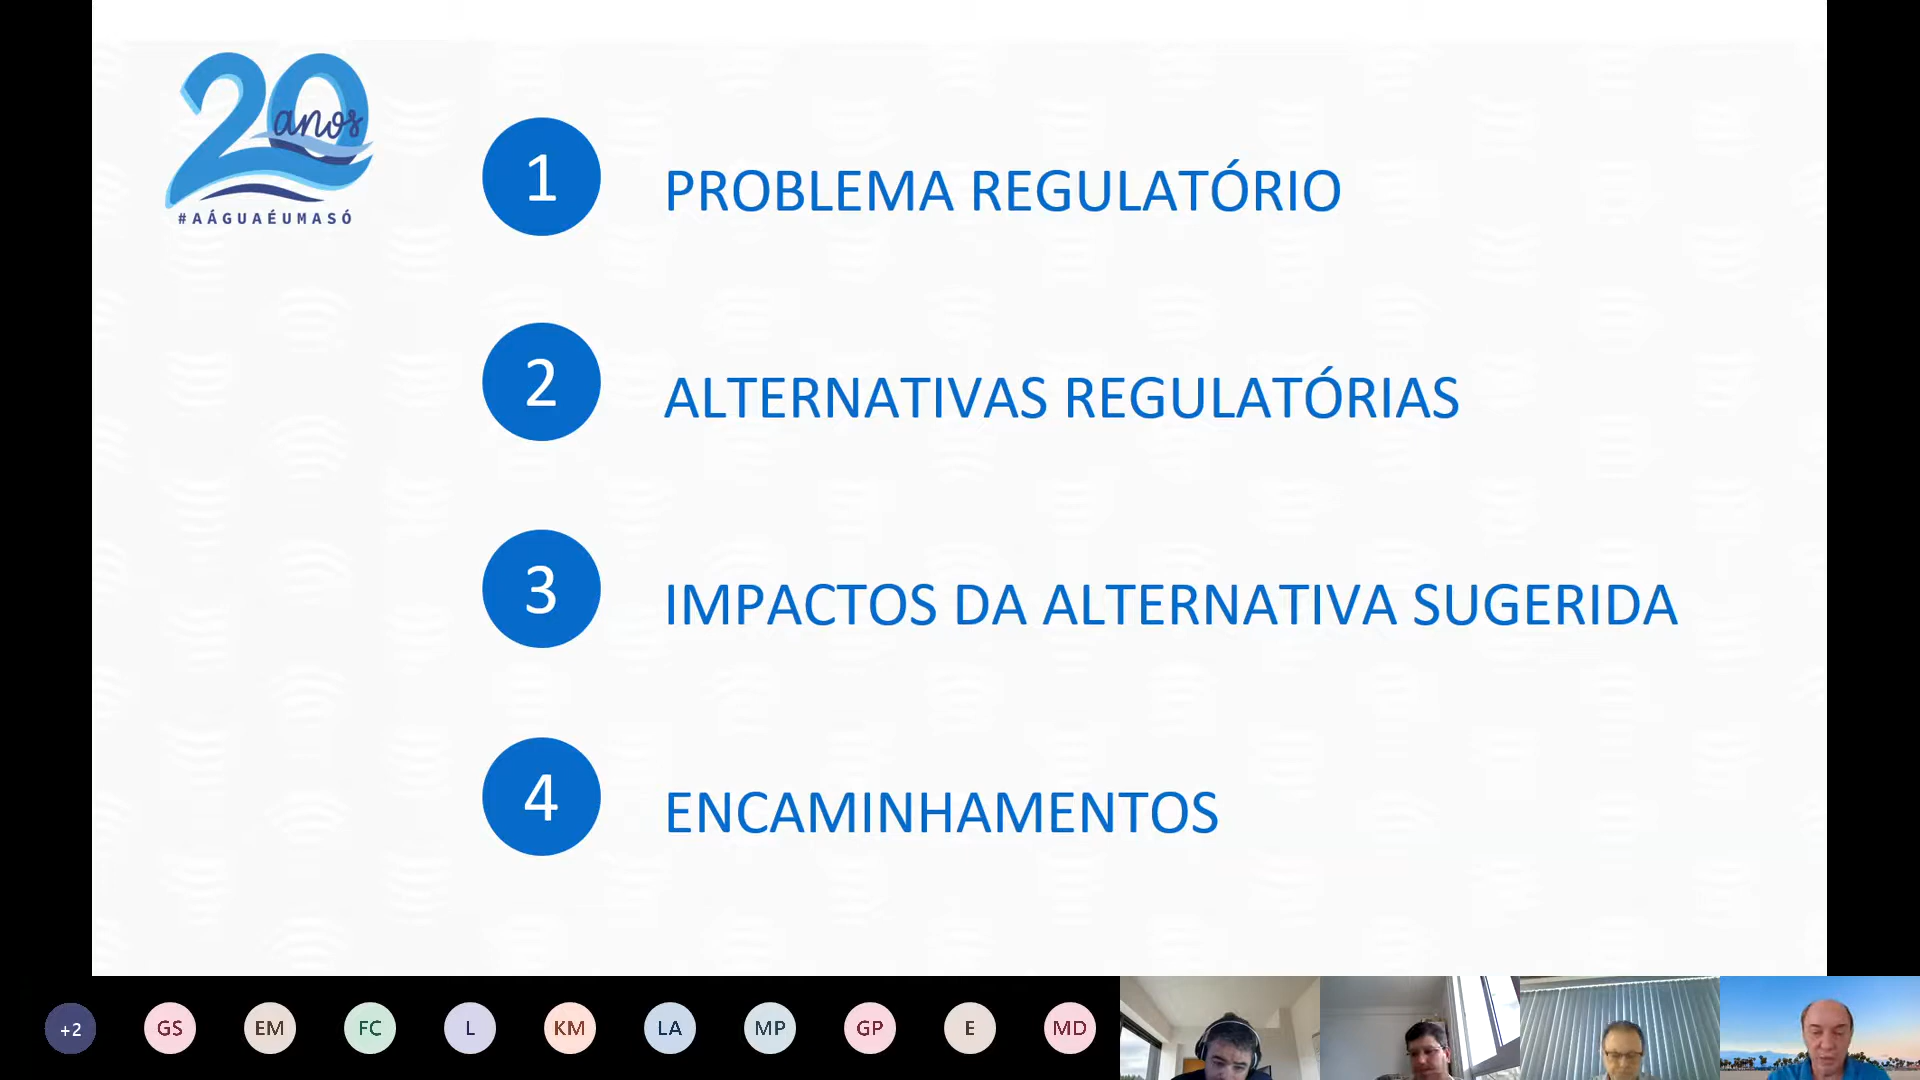 20
anos
#AÁGUAÉUMASÓ
1
PROBLEMA REGULATÓRIO
2
ALTERNATIVAS REGULATÓRIAS
3
IMPACTOS DA ALTERNATIVA SUGERIDA
4
ENCAMINHAMENTOS
+2 GS EM FC L KM LA MP GP E MD